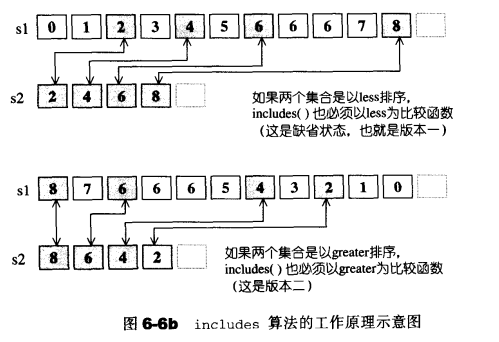 s1 0 1 2 3 4 5 6 6 6 7 8
s2 2 4 6 8
如果两个集合是以less排序，
includes( ) 也必须以less为比较函数
（这是缺省状态，也就是版本一）
s1 8 7 6 6 6 5 4 3 2 1 0
s2 8 6 4 2
如果两个集合是以greater排序，
includes( ) 也必须以greater为比较函数
（这是版本二）
图 6-6b includes 算法的工作原理示意图